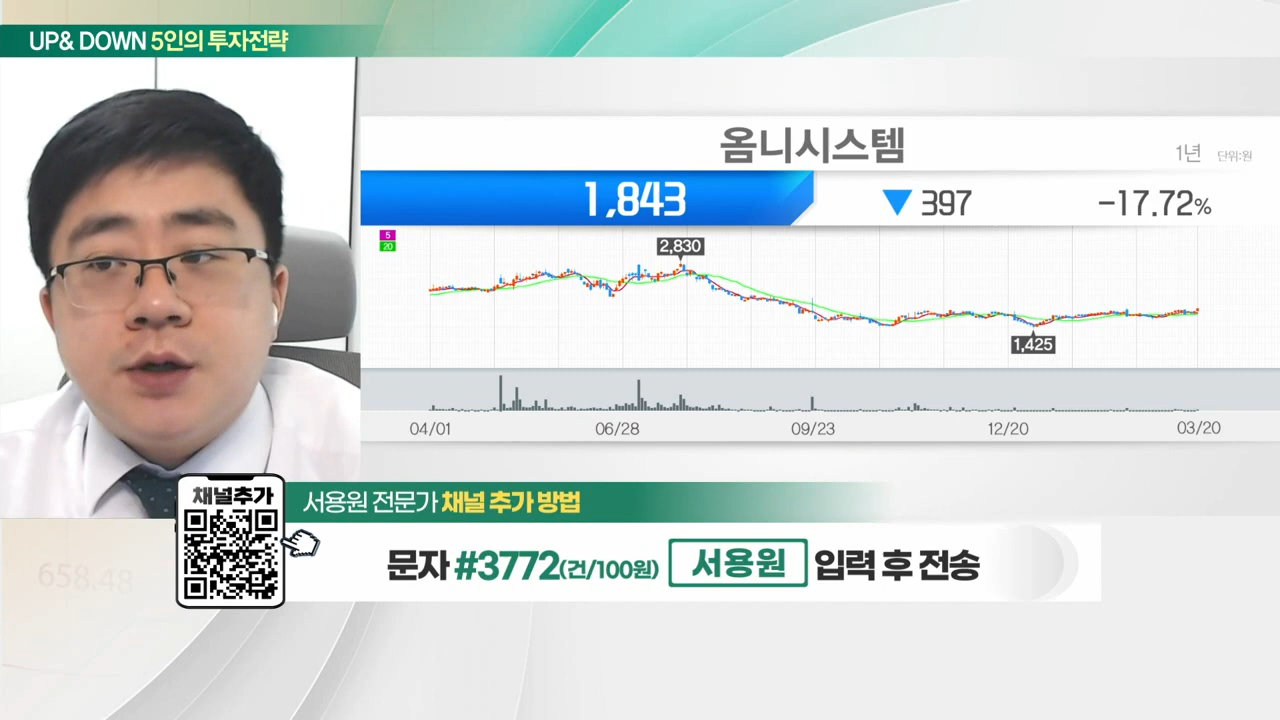 UP& DOWN 5인의 투자전략
옴니시스템
1년 단위:원
1,843 ▼ 397 -17.72%
5
20
2,830
1,425
04/01 06/28 09/23 12/20 03/20
채널추가
서용원 전문가 채널 추가 방법
문자 #3772(건/100원) 서용원 입력 후 전송
658.48